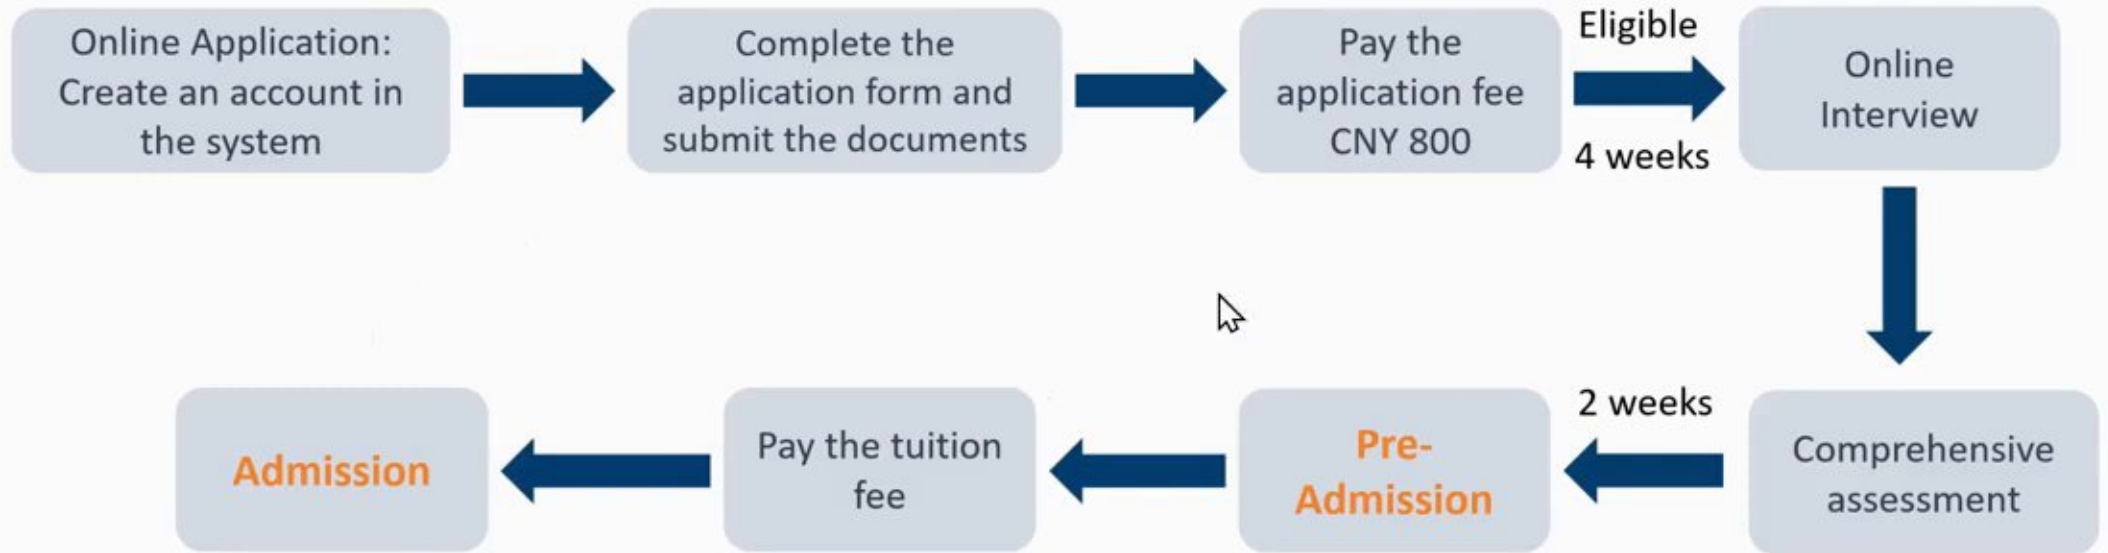 Online Application:
Create an account in
the system
Complete the
application form and
submit the documents
Pay the
application fee
CNY 800
Eligible
4 weeks
Online
Interview
Comprehensive
assessment
2 weeks
Pre-
Admission
Pay the tuition
fee
Admission